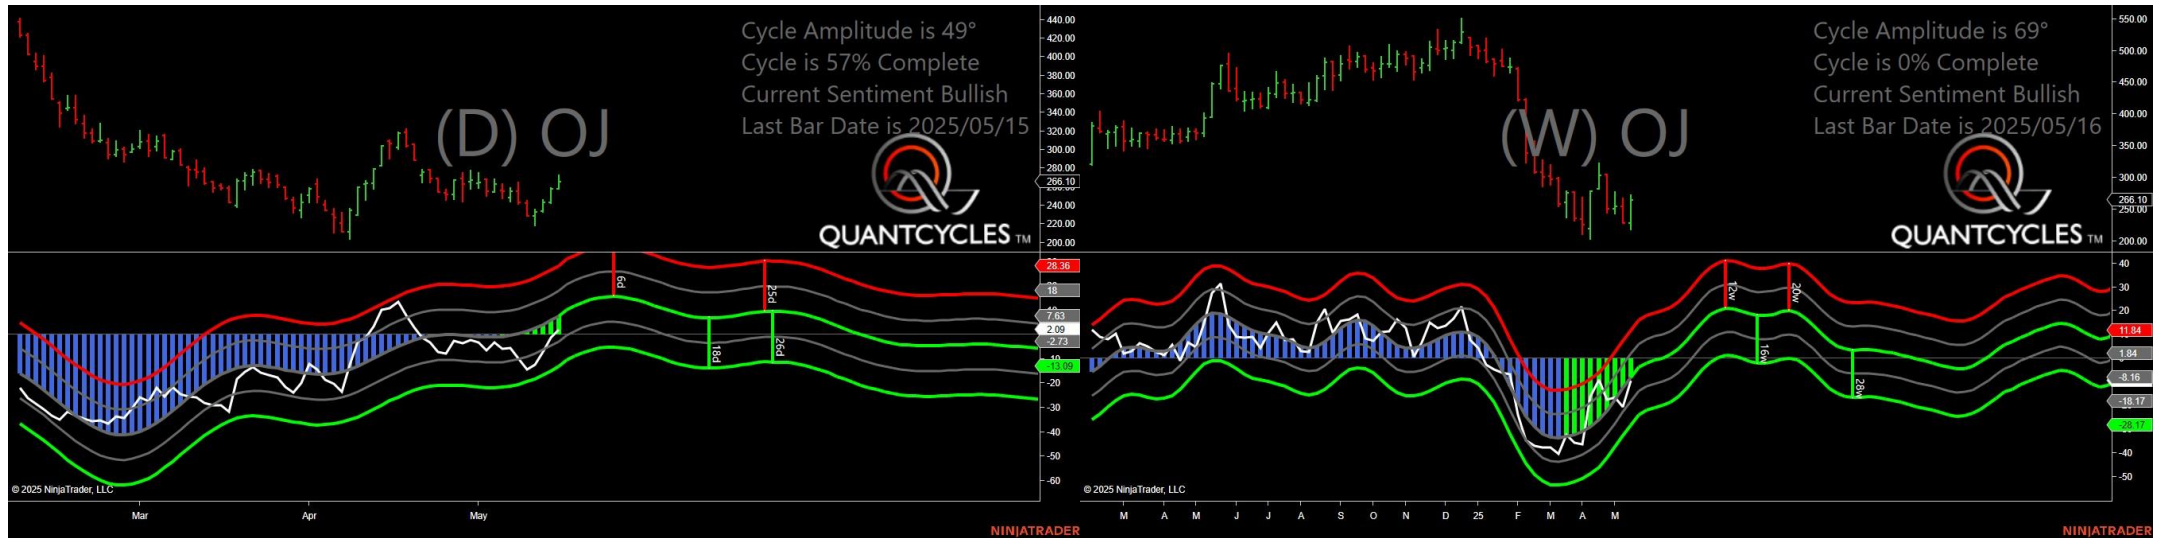 Cycle Amplitude is 49°
Cycle is 57% Complete
Current Sentiment Bullish
Last Bar Date is 2025/05/15
(D) OJ
QUANTCYCLES TM
440.00
420.00
400.00
380.00
360.00
340.00
320.00
300.00
280.00
266.10
240.00
220.00
200.00
6d
25d
18d
26d
28.36
18
7.63
2.09
-2.73
-13.09
-20
-30
-40
-50
-60
© 2025 NinjaTrader, LLC
Mar Apr May
NINJATRADER
Cycle Amplitude is 69°
Cycle is 0% Complete
Current Sentiment Bullish
Last Bar Date is 2025/05/16
(W) OJ
QUANTCYCLES TM
550.00
500.00
450.00
400.00
350.00
300.00
266.10
250.00
200.00
12w
20w
16w
28w
40
30
20
11.84
1.84
-8.16
-18.17
-28.17
-40
-50
© 2025 NinjaTrader, LLC
M A M J J A S O N D 25 F M A M
NINJATRADER